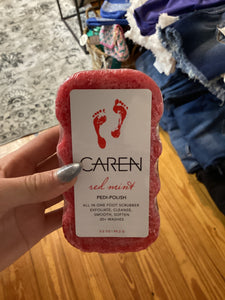 CAREN
red mint
PEDI-POLISH
ALL IN ONE FOOT SCRUBBER
EXFOLIATE, CLEANSE,
SMOOTH, SOFTEN
20+ WASHES